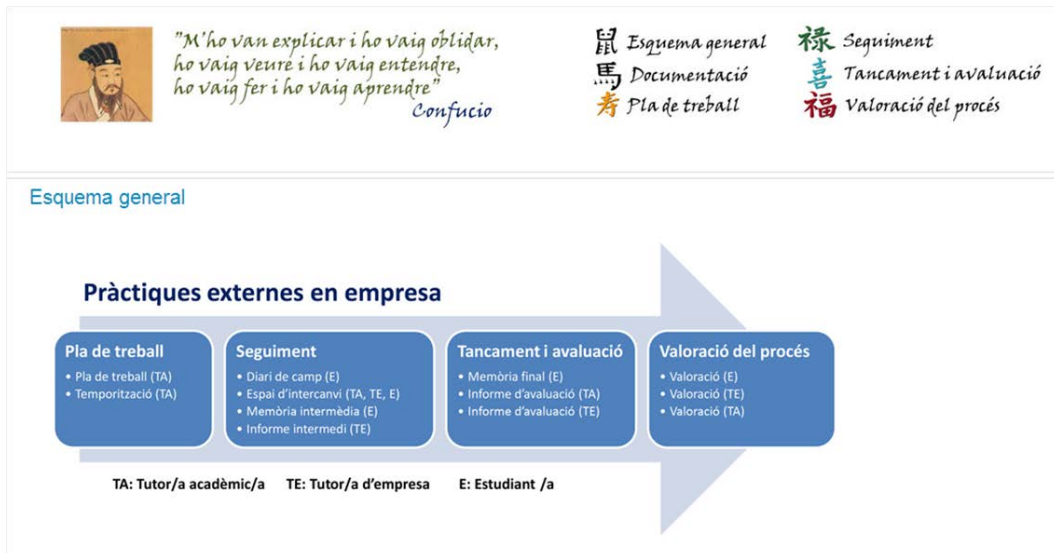 "M'ho van explicar i ho vaig oblidar,
ho vaig veure i ho vaig entendre,
ho vaig fer i ho vaig aprendre"
Confucio
鼠 Esquema general
馬 Documentació
寿 Pla de treball
禄 Seguiment
喜 Tancament i avaluació
福 Valoració del procés
Esquema general
Pràctiques externes en empresa
Pla de treball
• Pla de treball (TA)
• Temporització (TA)
Seguiment
• Diari de camp (E)
• Espai d'intercanvi (TA, TE, E)
• Memòria intermèdia (E)
• Informe intermedi (TE)
Tancament i avaluació
• Memòria final (E)
• Informe d'avaluació (TA)
• Informe d'avaluació (TE)
Valoració del procés
• Valoració (E)
• Valoració (TE)
• Valoració (TA)
TA: Tutor/a acadèmic/a TE: Tutor/a d'empresa E: Estudiant /a